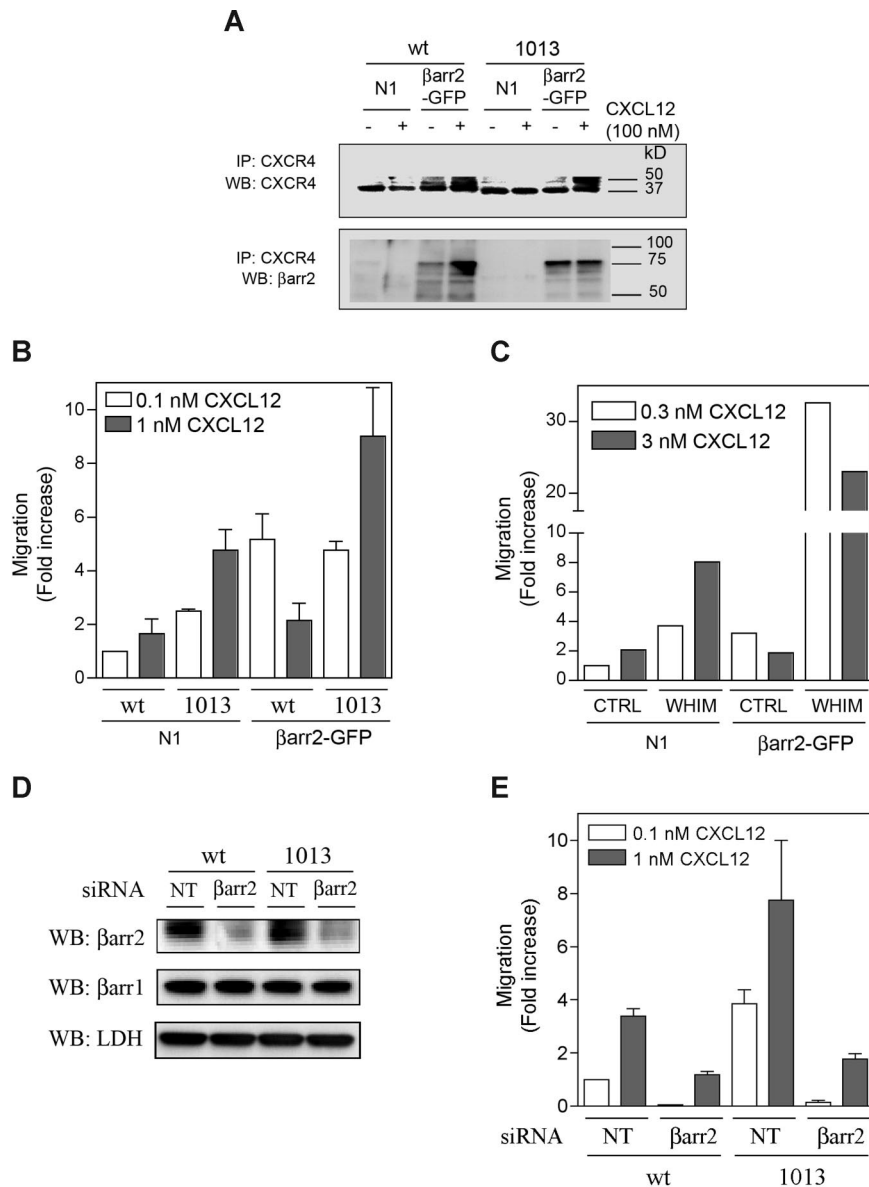 A
wt 1013
N1 βarr2 -GFP N1 βarr2 -GFP CXCL12 (100 nM)
- + - + - + - +
kD
IP: CXCR4
WB: CXCR4
50
37
IP: CXCR4
WB: βarr2
100
75
50
B
0.1 nM CXCL12
1 nM CXCL12
Migration
(Fold increase)
10
8
6
4
2
0
wt 1013 wt 1013
N1 βarr2-GFP
C
0.3 nM CXCL12
3 nM CXCL12
Migration
(Fold increase)
30
20
10
8
6
4
2
0
CTRL WHIM CTRL WHIM
N1 βarr2-GFP
D
wt 1013
siRNA NT βarr2 NT βarr2
WB: βarr2
WB: βarr1
WB: LDH
E
0.1 nM CXCL12
1 nM CXCL12
Migration
(Fold increase)
10
8
6
4
2
0
siRNA NT βarr2 NT βarr2
wt 1013